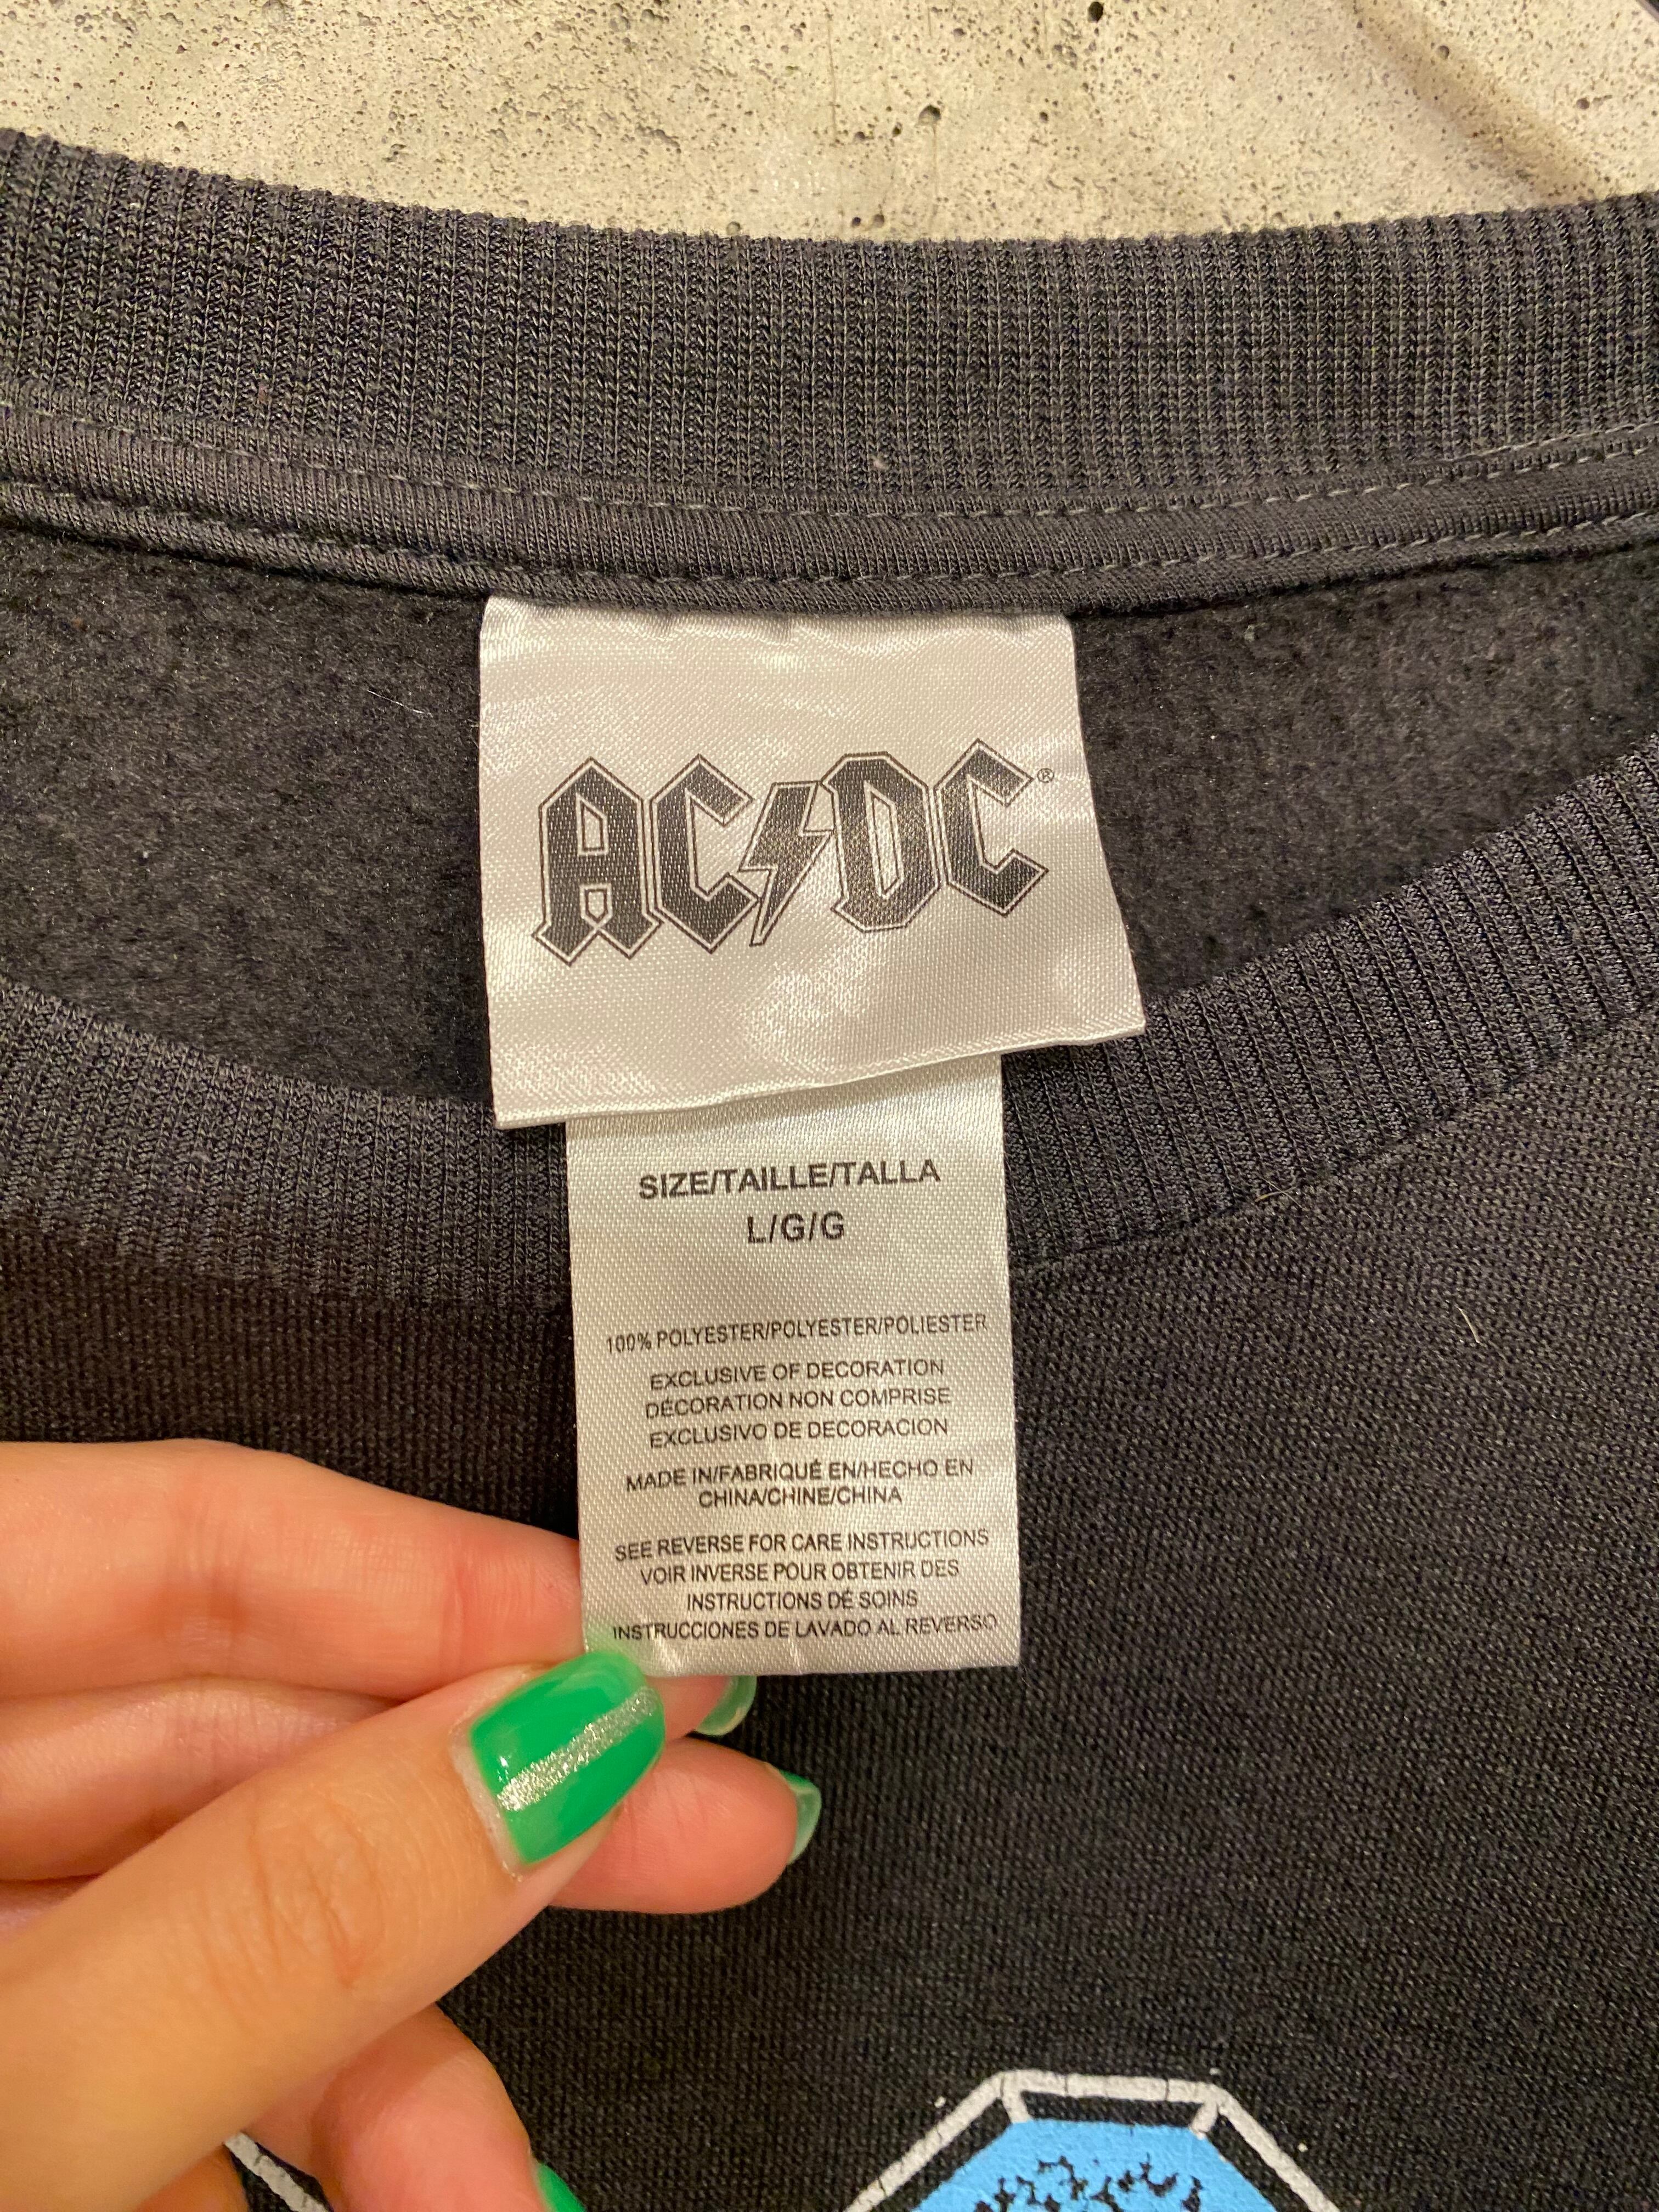 AC⚡DC®
SIZE/TAILLE/TALLA
L/G/G
100% POLYESTER/POLYESTER/POLIESTER
EXCLUSIVE OF DECORATION
DÉCORATION NON COMPRISE
EXCLUSIVO DE DECORACION
MADE IN/FABRIQUÉ EN/HECHO EN
CHINA/CHINE/CHINA
SEE REVERSE FOR CARE INSTRUCTIONS
VOIR INVERSE POUR OBTENIR DES
INSTRUCTIONS DÉ SOINS
INSTRUCCIONES DE LAVADO AL REVERSO